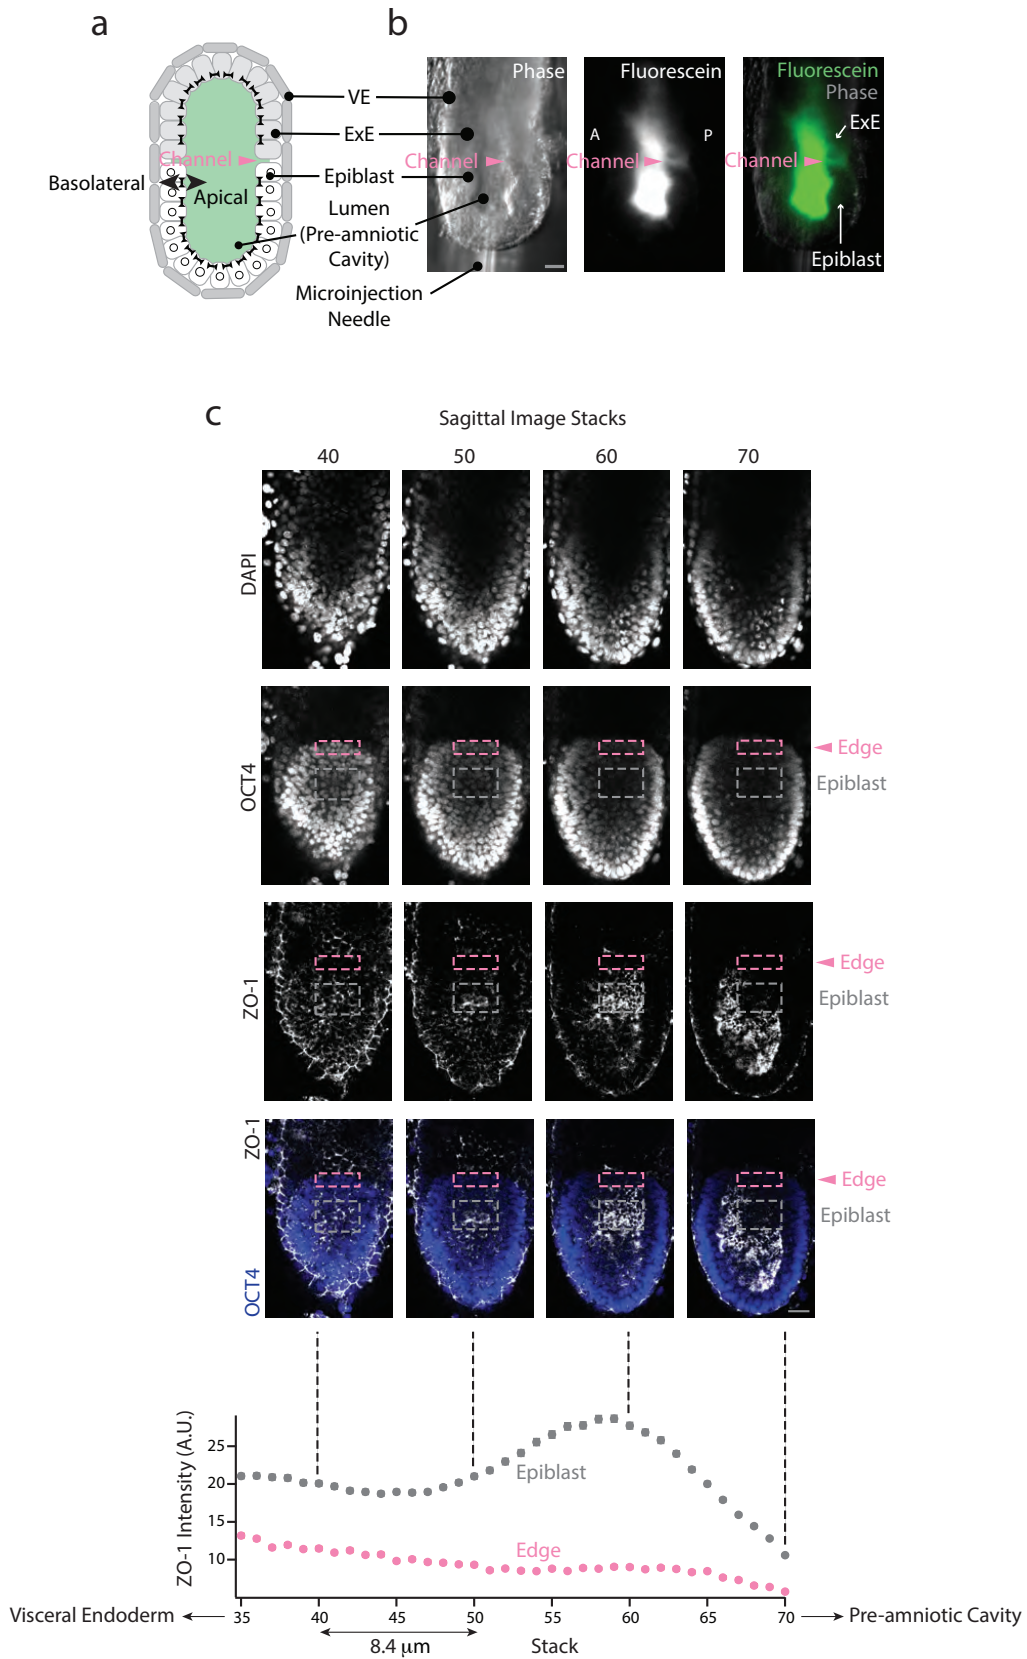 a
b
VE
ExE
Channel
Basolateral
Apical
Epiblast
Lumen
(Pre-amniotic
Cavity)
Microinjection
Needle
Phase
Channel
Fluorescein
A
P
Channel
Fluorescein
Phase
ExE
Channel
Epiblast
c
Sagittal Image Stacks
40
50
60
70
DAPI
OCT4
Edge
Epiblast
ZO-1
Edge
Epiblast
OCT4
ZO-1
Edge
Epiblast
ZO-1 Intensity (A.U.)
25
20
15
10
Epiblast
Edge
Visceral Endoderm
35
40
45
50
55
60
65
70
Pre-amniotic Cavity
8.4 μm
Stack